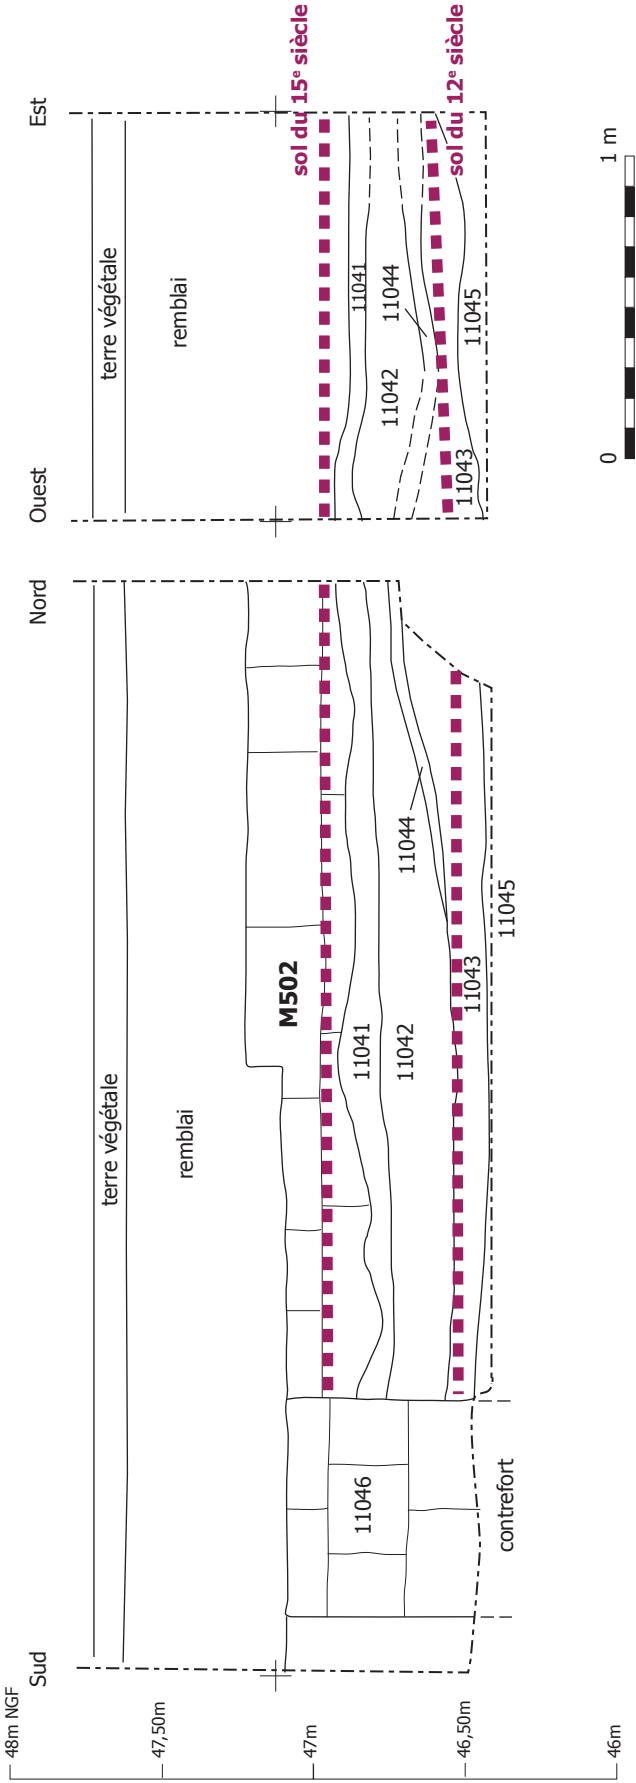 48m NGF
47,50m
47m
46,50m
46m
Sud
Nord
terre végétale
remblai
M502
11041
11042
11044
11043
11045
11046
contrefort
Ouest
Est
terre végétale
remblai
sol du 15e siècle
11041
11042
11044
sol du 12e siècle
11043
11045
0
1 m